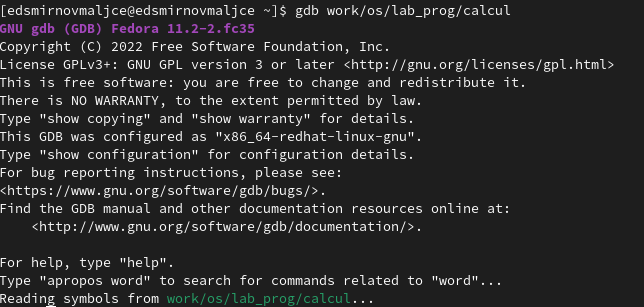 [edsmirnovmaljce@edsmirnovmaljce ~]$ gdb work/os/lab_prog/calcul
GNU gdb (GDB) Fedora 11.2-2.fc35
Copyright (C) 2022 Free Software Foundation, Inc.
License GPLv3+: GNU GPL version 3 or later <http://gnu.org/licenses/gpl.html>
This is free software: you are free to change and redistribute it.
There is NO WARRANTY, to the extent permitted by law.
Type "show copying" and "show warranty" for details.
This GDB was configured as "x86_64-redhat-linux-gnu".
Type "show configuration" for configuration details.
For bug reporting instructions, please see:
<https://www.gnu.org/software/gdb/bugs/>.
Find the GDB manual and other documentation resources online at:
    <http://www.gnu.org/software/gdb/documentation/>.

For help, type "help".
Type "apropos word" to search for commands related to "word"...
Reading symbols from work/os/lab_prog/calcul...